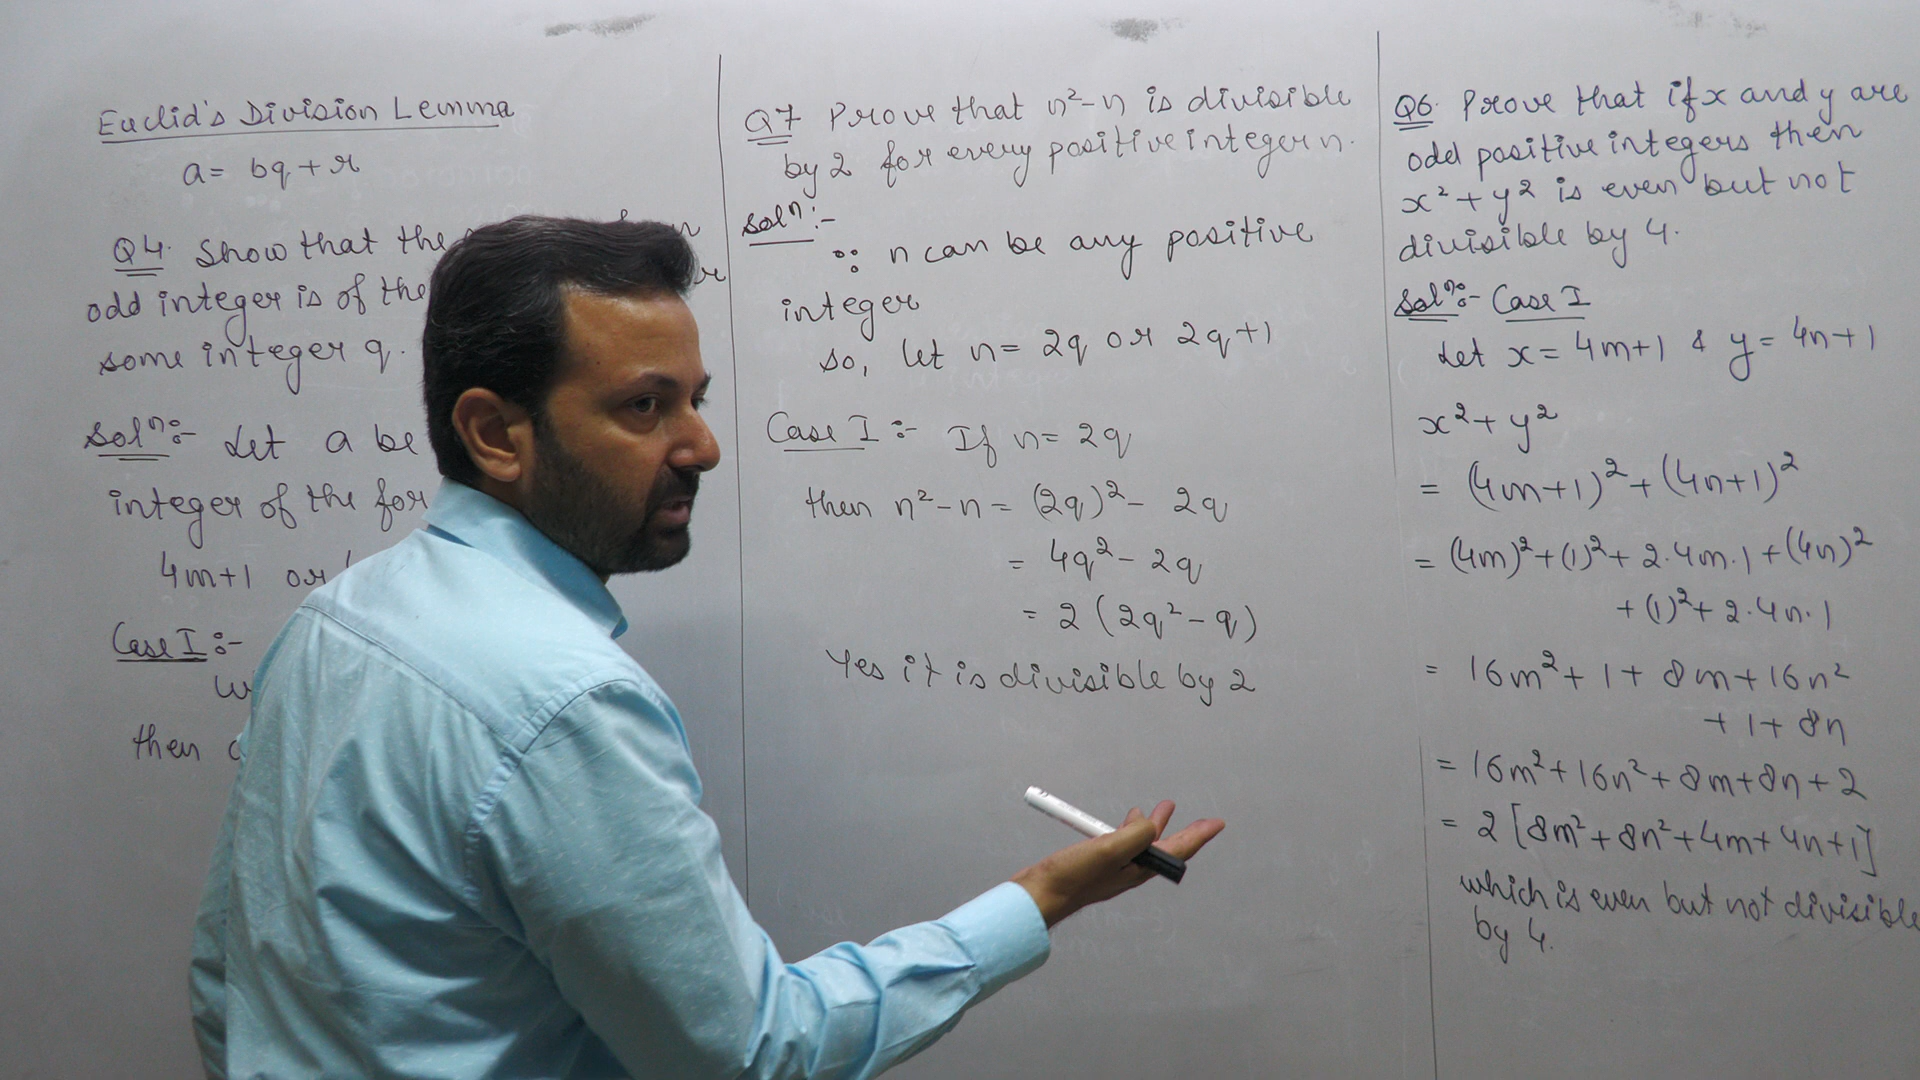 Euclid's Division Lemma
a = bq + r
Q4. Show that the
odd integer is of the
some integer q.
Solⁿ:- Let a be
integer of the for
4m+1 or
Case I :-
then
Q7 Prove that n²-n is divisible
by 2 for every positive integer n.
Solⁿ:-
∵ n can be any positive
integer
so, let n = 2q or 2q+1
Case I :- If n = 2q
then n²-n = (2q)² - 2q
= 4q² - 2q
= 2 (2q² - q)
Yes it is divisible by 2
Q6. Prove that if x and y are
odd positive integers then
x² + y² is even but not
divisible by 4.
Solⁿ:- Case I
Let x = 4m+1 & y = 4n+1
x² + y²
= (4m+1)² + (4n+1)²
= (4m)² + (1)² + 2.4m.1 + (4n)²
+ (1)² + 2.4n.1
= 16m² + 1 + 8m + 16n²
+ 1 + 8n
= 16m² + 16n² + 8m + 8n + 2
= 2 [8m² + 8n² + 4m + 4n + 1]
which is even but not divisible
by 4.